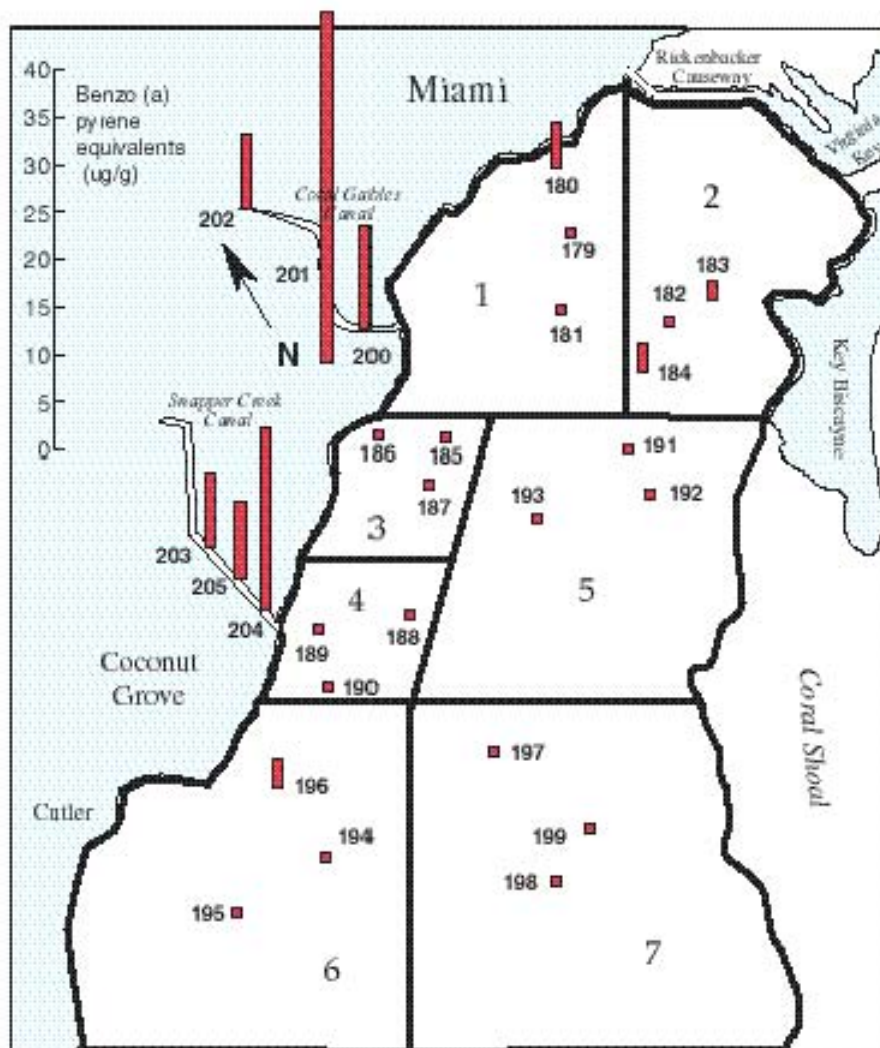 40
35
30
25
20
15
10
5
0
Benzo (a)
pyrene
equivalents
(ug/g)
Miami
Rickenbacker
Causeway
Virginia
Key
Key Biscayne
Coral Gables
Canal
202
201
200
N
180
179
181
1
2
183
182
184
Snapper Creek
Canal
203
205
204
186
185
187
3
191
192
193
5
4
189
188
190
Coconut
Grove
Coral Shoal
Cutler
196
194
195
6
197
199
198
7